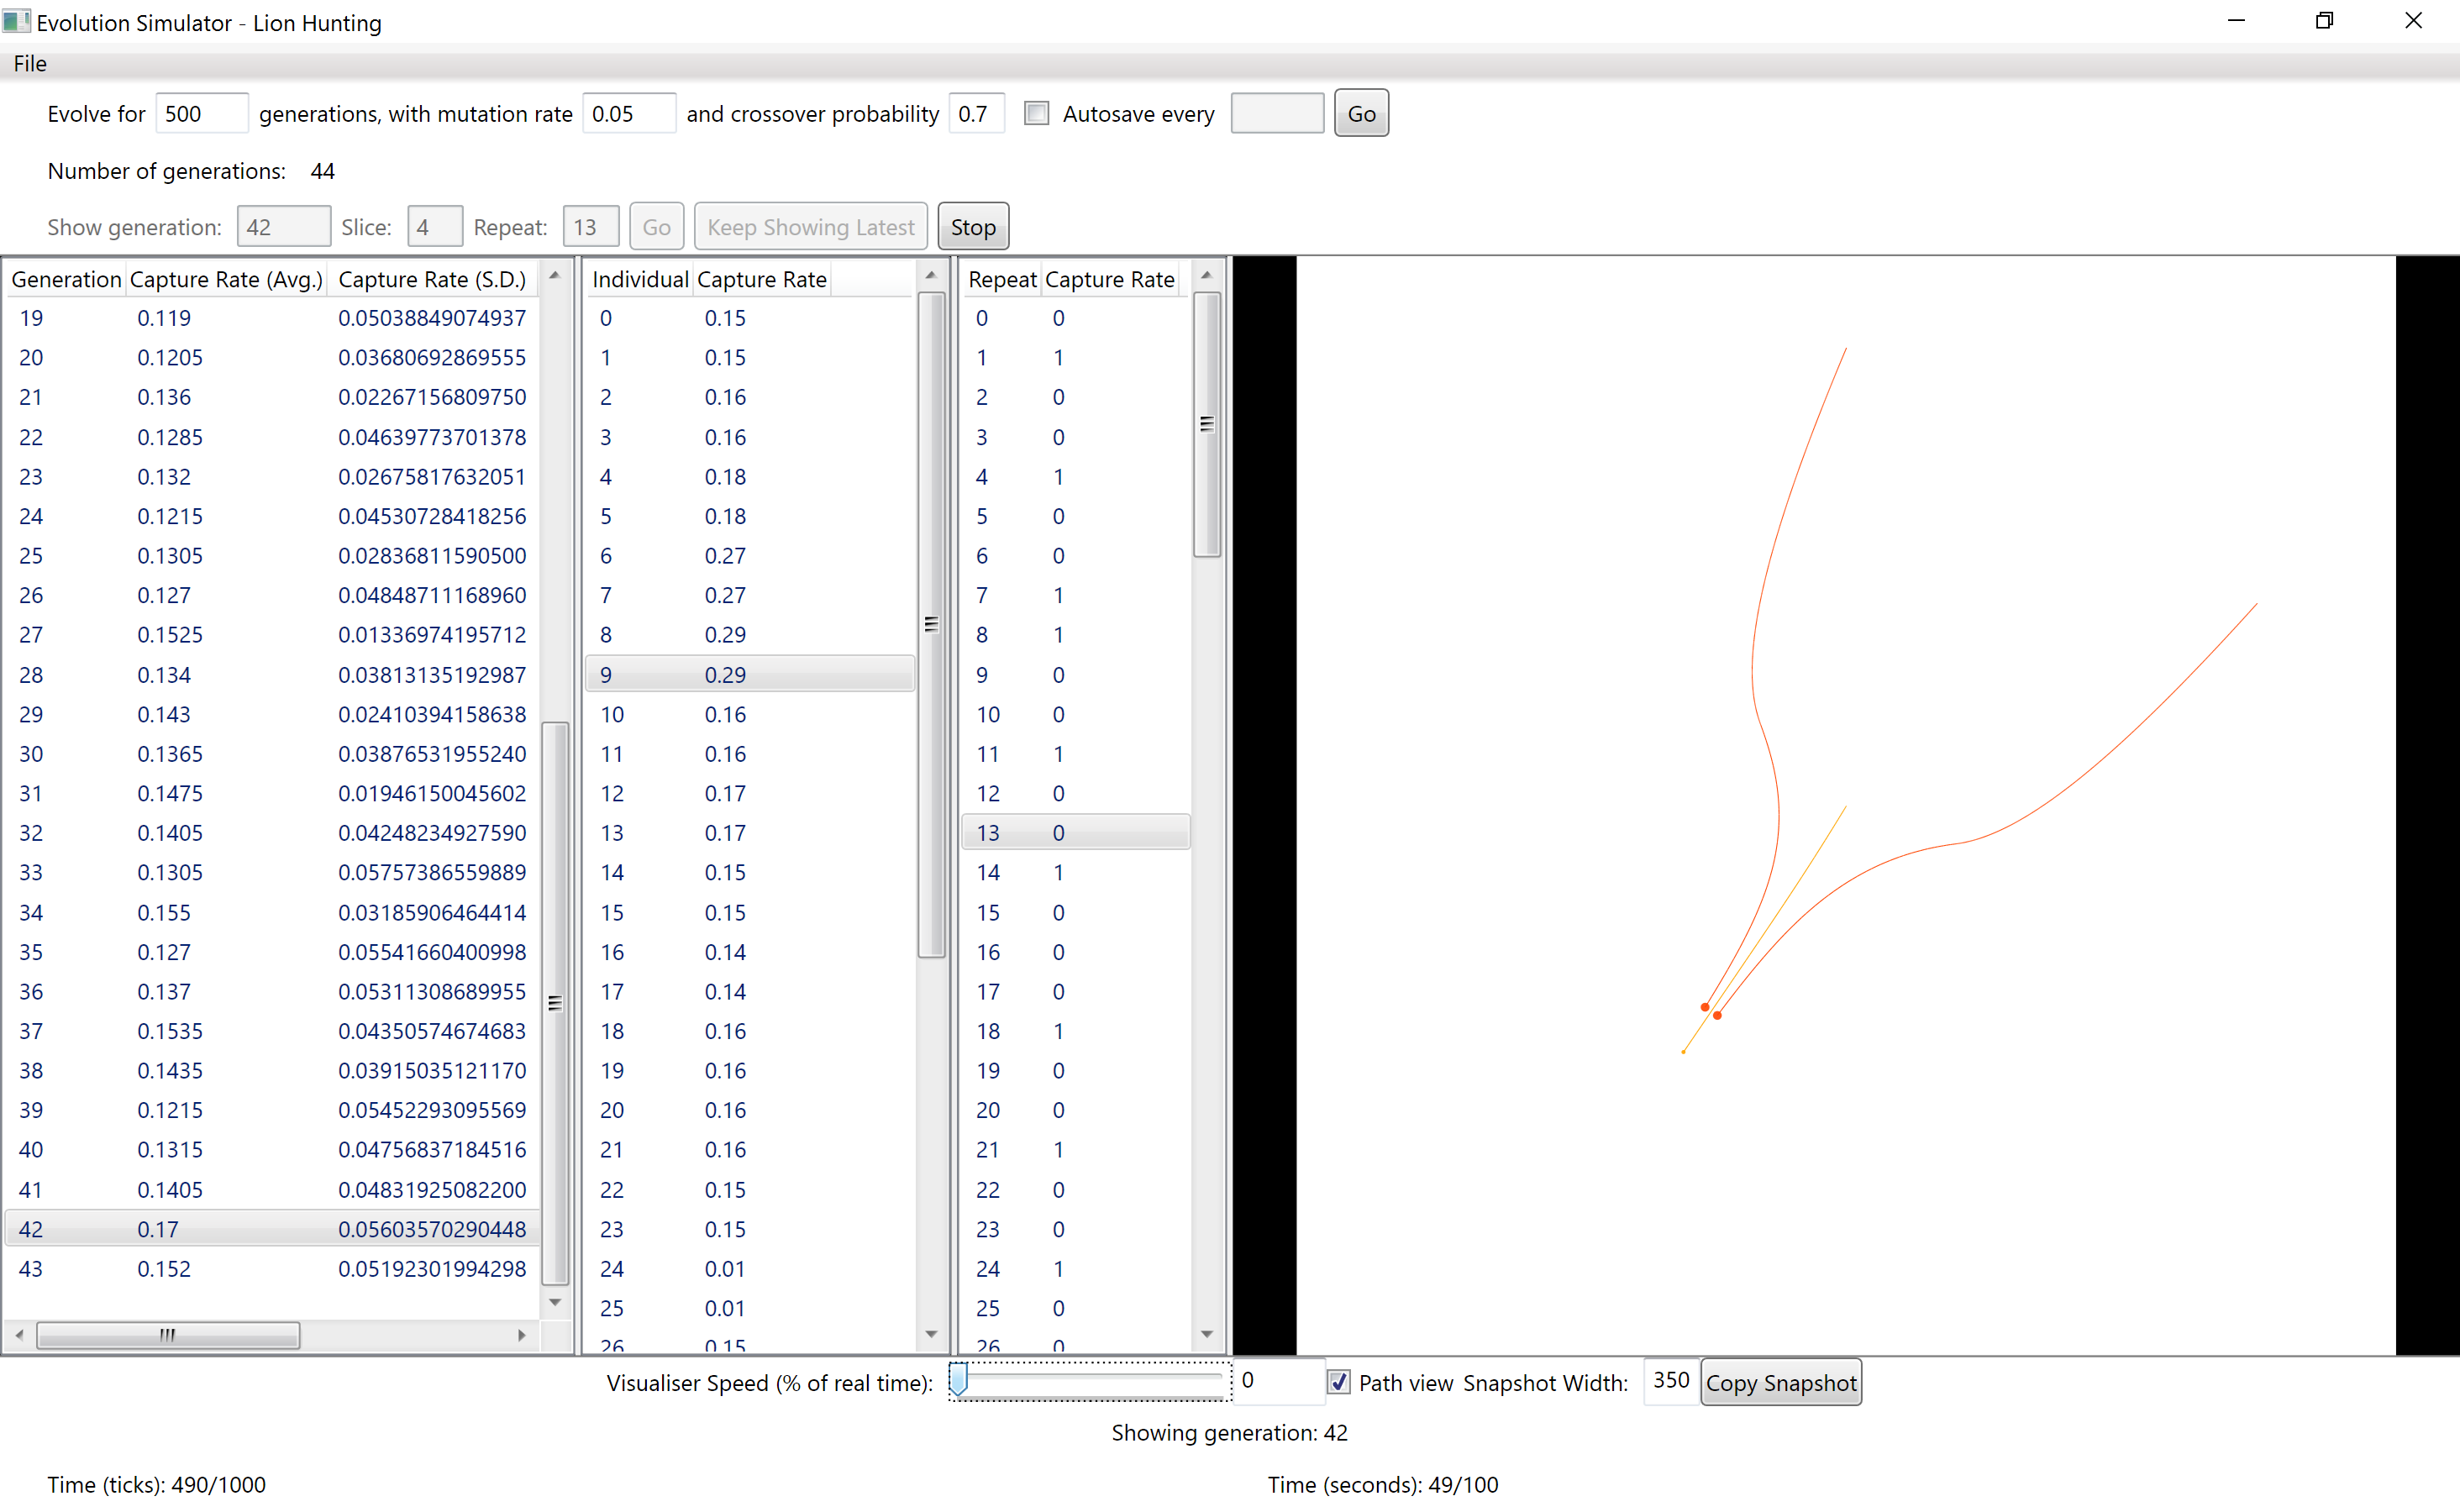 Evolution Simulator - Lion Hunting
File
Evolve for 500 generations, with mutation rate 0.05 and crossover probability 0.7 Autosave every Go
Number of generations: 44
Show generation: 42 Slice: 4 Repeat: 13 Go Keep Showing Latest Stop
Generation Capture Rate (Avg.) Capture Rate (S.D.)
19 0.119 0.05038849074937
20 0.1205 0.03680692869555
21 0.136 0.02267156809750
22 0.1285 0.04639773701378
23 0.132 0.02675817632051
24 0.1215 0.04530728418256
25 0.1305 0.02836811590500
26 0.127 0.04848711168960
27 0.1525 0.01336974195712
28 0.134 0.03813135192987
29 0.143 0.02410394158638
30 0.1365 0.03876531955240
31 0.1475 0.01946150045602
32 0.1405 0.04248234927590
33 0.1305 0.05757386559889
34 0.155 0.03185906464414
35 0.127 0.05541660400998
36 0.137 0.05311308689955
37 0.1535 0.04350574674683
38 0.1435 0.03915035121170
39 0.1215 0.05452293095569
40 0.1315 0.04756837184516
41 0.1405 0.04831925082200
42 0.17 0.05603570290448
43 0.152 0.05192301994298
Individual Capture Rate
0 0.15
1 0.15
2 0.16
3 0.16
4 0.18
5 0.18
6 0.27
7 0.27
8 0.29
9 0.29
10 0.16
11 0.16
12 0.17
13 0.17
14 0.15
15 0.15
16 0.14
17 0.14
18 0.16
19 0.16
20 0.16
21 0.16
22 0.15
23 0.15
24 0.01
25 0.01
26 0.15
Repeat Capture Rate
0 0
1 1
2 0
3 0
4 1
5 0
6 0
7 1
8 1
9 0
10 0
11 1
12 0
13 0
14 1
15 0
16 0
17 0
18 1
19 0
20 0
21 1
22 0
23 0
24 1
25 0
26 0
Visualiser Speed (% of real time): 0 Path view Snapshot Width: 350 Copy Snapshot
Showing generation: 42
Time (ticks): 490/1000 Time (seconds): 49/100